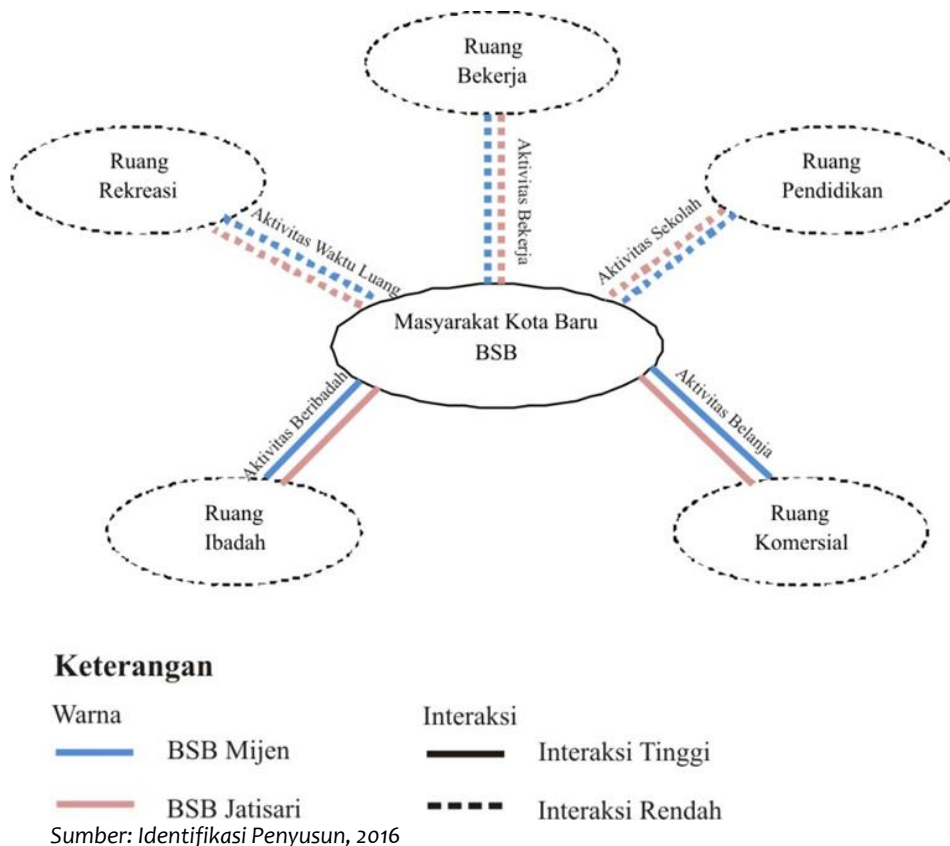 Ruang
Bekerja
Ruang
Rekreasi
Ruang
Pendidikan
Aktivitas Bekerja
Aktivitas Waktu Luang
Aktivitas Sekolah
Masyarakat Kota Baru
BSB
Aktivitas Beribadah
Aktivitas Belanja
Ruang
Ibadah
Ruang
Komersial
Keterangan
Warna
Interaksi
BSB Mijen
Interaksi Tinggi
BSB Jatisari
Interaksi Rendah
Sumber: Identifikasi Penyusun, 2016